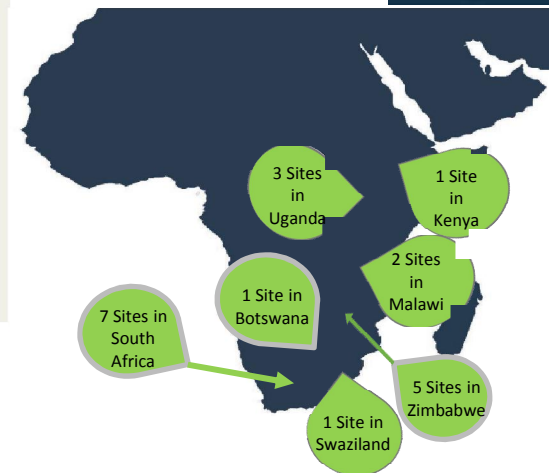 3 Sites
in
Uganda
1 Site
in
Kenya
2 Sites
in
Malawi
1 Site in
Botswana
7 Sites in
South
Africa
5 Sites in
Zimbabwe
1 Site in
Swaziland